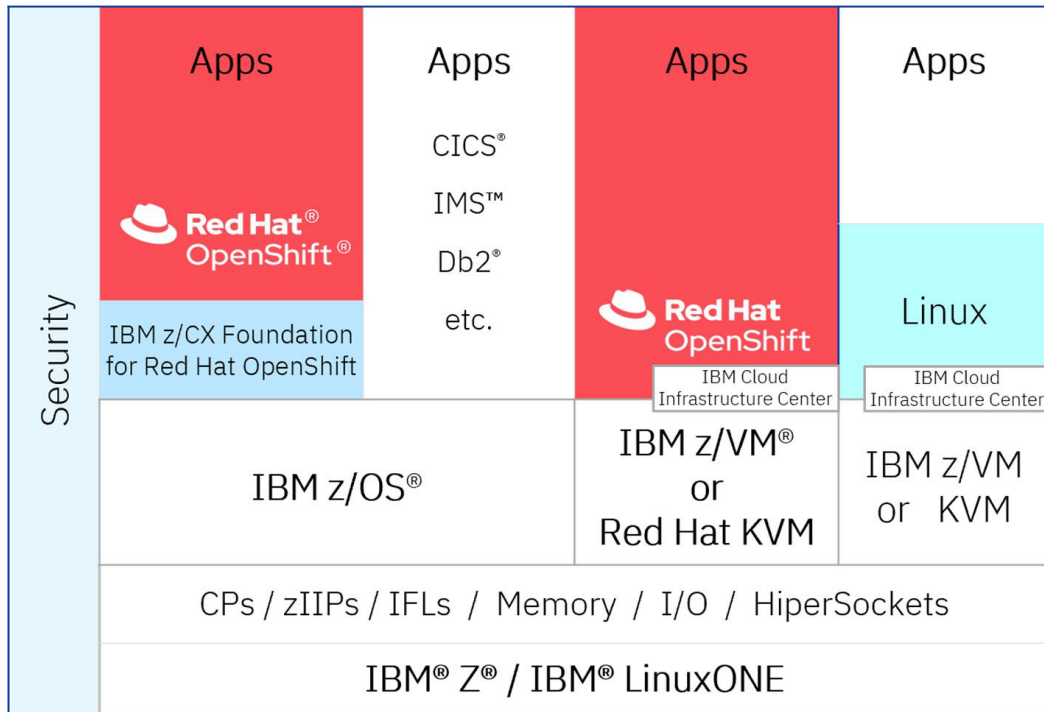 Security
Apps
Red Hat®
OpenShift®
IBM z/CX Foundation
for Red Hat OpenShift
Apps
CICS®
IMS™
Db2®
etc.
Apps
Red Hat
OpenShift
IBM Cloud
Infrastructure Center
Apps
Linux
IBM Cloud
Infrastructure Center
IBM z/OS®
IBM z/VM®
or
Red Hat KVM
IBM z/VM
or KVM
CPs / zIIPs / IFLs / Memory / I/O / HiperSockets
IBM® Z® / IBM® LinuxONE